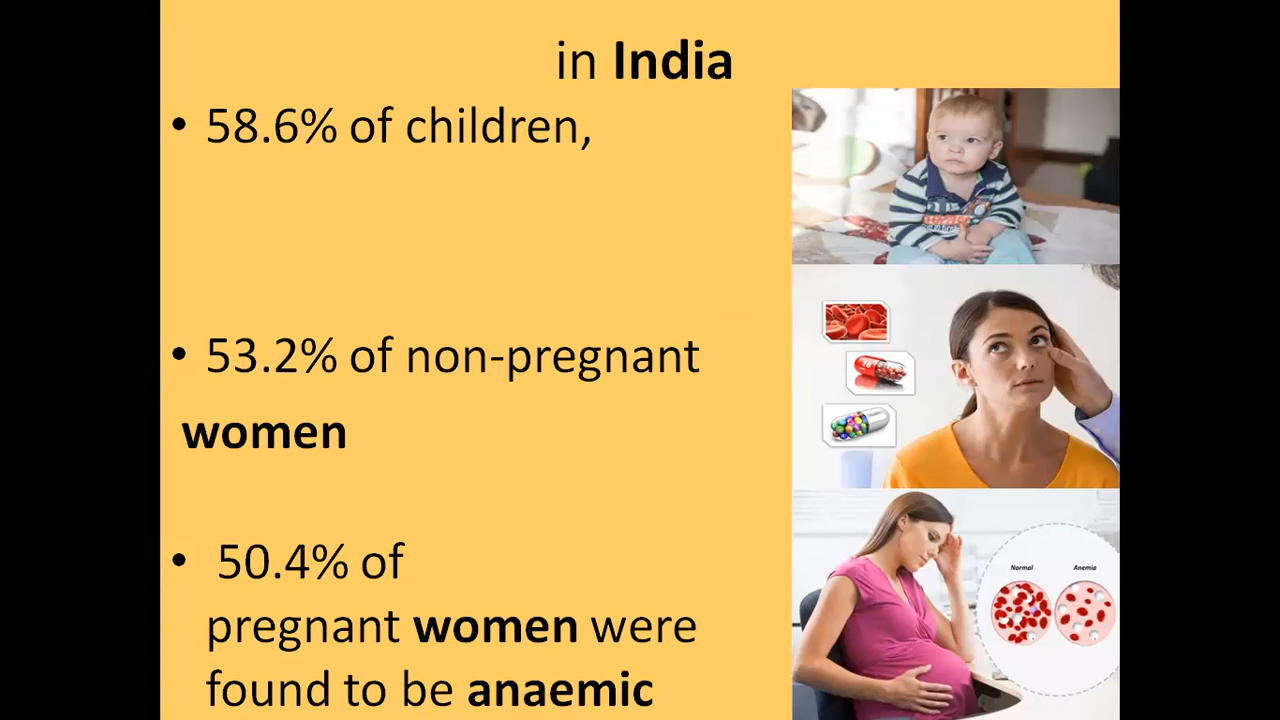 in India
• 58.6% of children,
• 53.2% of non-pregnant
women
• 50.4% of
pregnant women were
found to be anaemic
Normal
Anemia